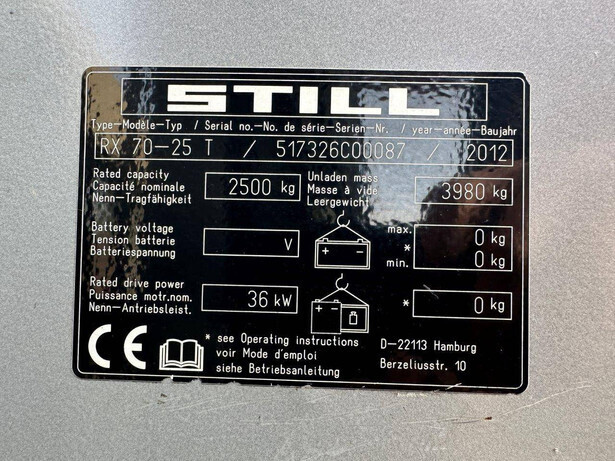 STILL
Type-Modèle-Typ / Serial no.-No. de série-Serien-Nr. / year-année-Baujahr
RX 70-25 T / 517326C00087 / 2012
Rated capacity
Capacité nominale
Nenn-Tragfähigkeit
2500 kg
Unladen mass
Masse à vide
Leergewicht
3980 kg
Battery voltage
Tension batterie
Batteriespannung
V
+ -
max.
*
min.
0 kg
0 kg
Rated drive power
Puissance motr.nom.
Nenn-Antriebsleist.
36 kW
+ -
* 0 kg
CE
* see Operating instructions
voir Mode d'emploi
siehe Betriebsanleitung
D-22113 Hamburg
Berzeliusstr. 10